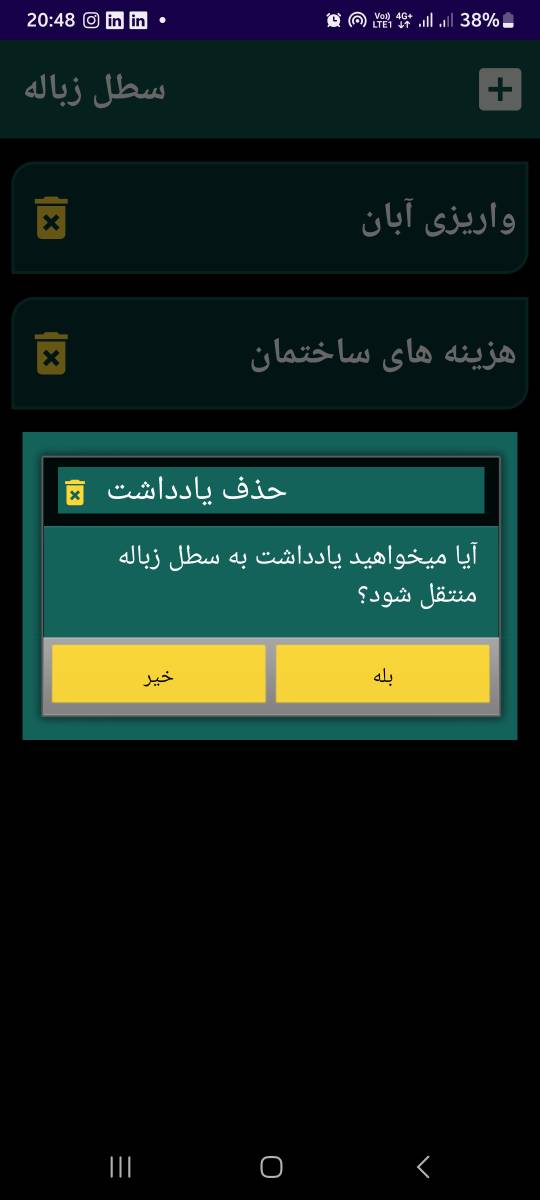 20:48
Vo)) LTE1 4G+ 38%
سطل زباله
واریزی آبان
هزینه های ساختمان
حذف یادداشت
آیا میخواهید یادداشت به سطل زباله
منتقل شود؟
بله
خیر